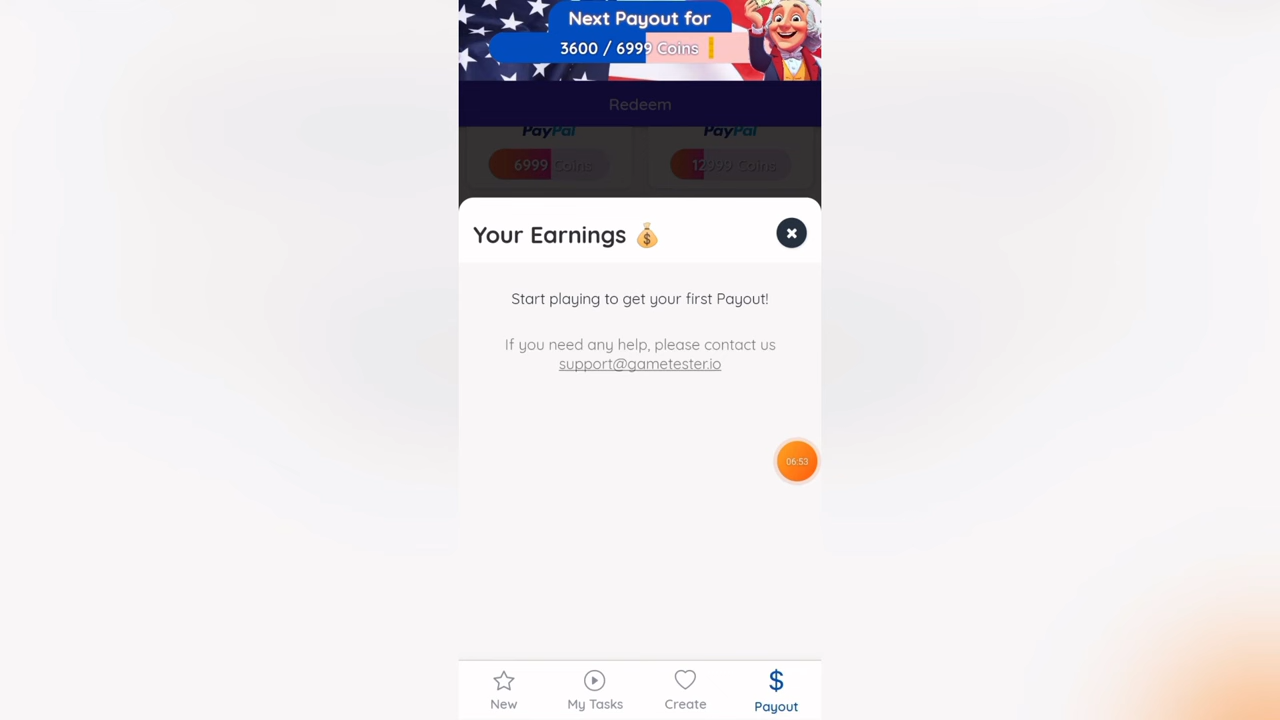 Next Payout for
3600 / 6999 Coins
Redeem
PayPal PayPal
6999 Coins 12999 Coins
Your Earnings 💰
Start playing to get your first Payout!
If you need any help, please contact us
support@gametester.io
06:53
New My Tasks Create Payout